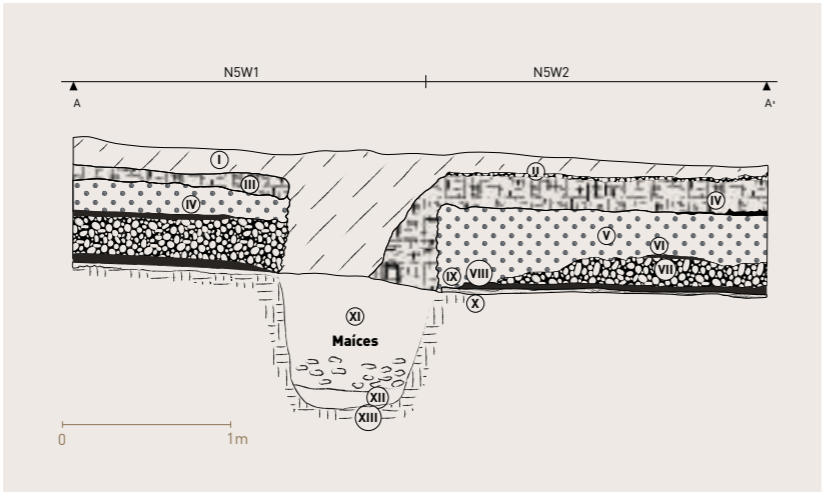 N5W1 N5W2
A A'
I
II
III
IV
IV
V
VI
IX VIII VII
X
XI
Maíces
XII
XIII
0 1m